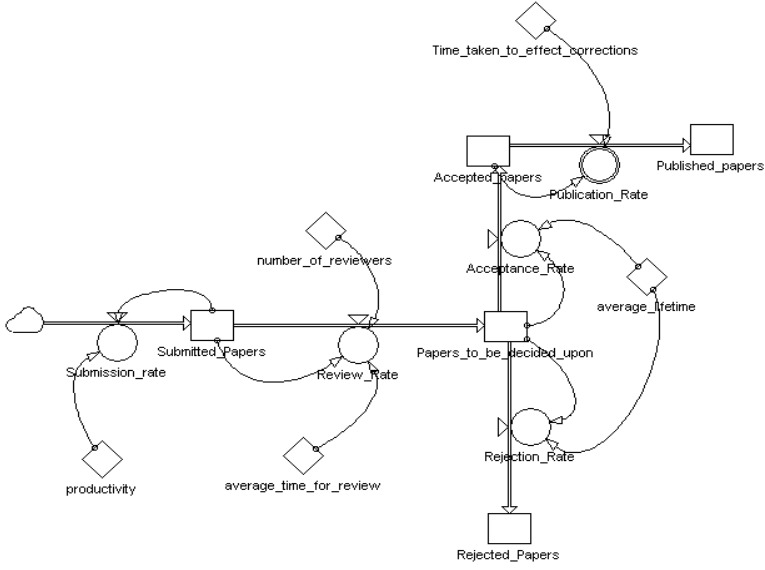 Time_taken_to_effect_corrections
Published_papers
Accepted_papers
Publication_Rate
number_of_reviewers
Acceptance_Rate
average_lifetime
Submitted_Papers
Papers_to_be_decided_upon
Submission_rate
Review_Rate
Rejection_Rate
average_time_for_review
productivity
Rejected_Papers